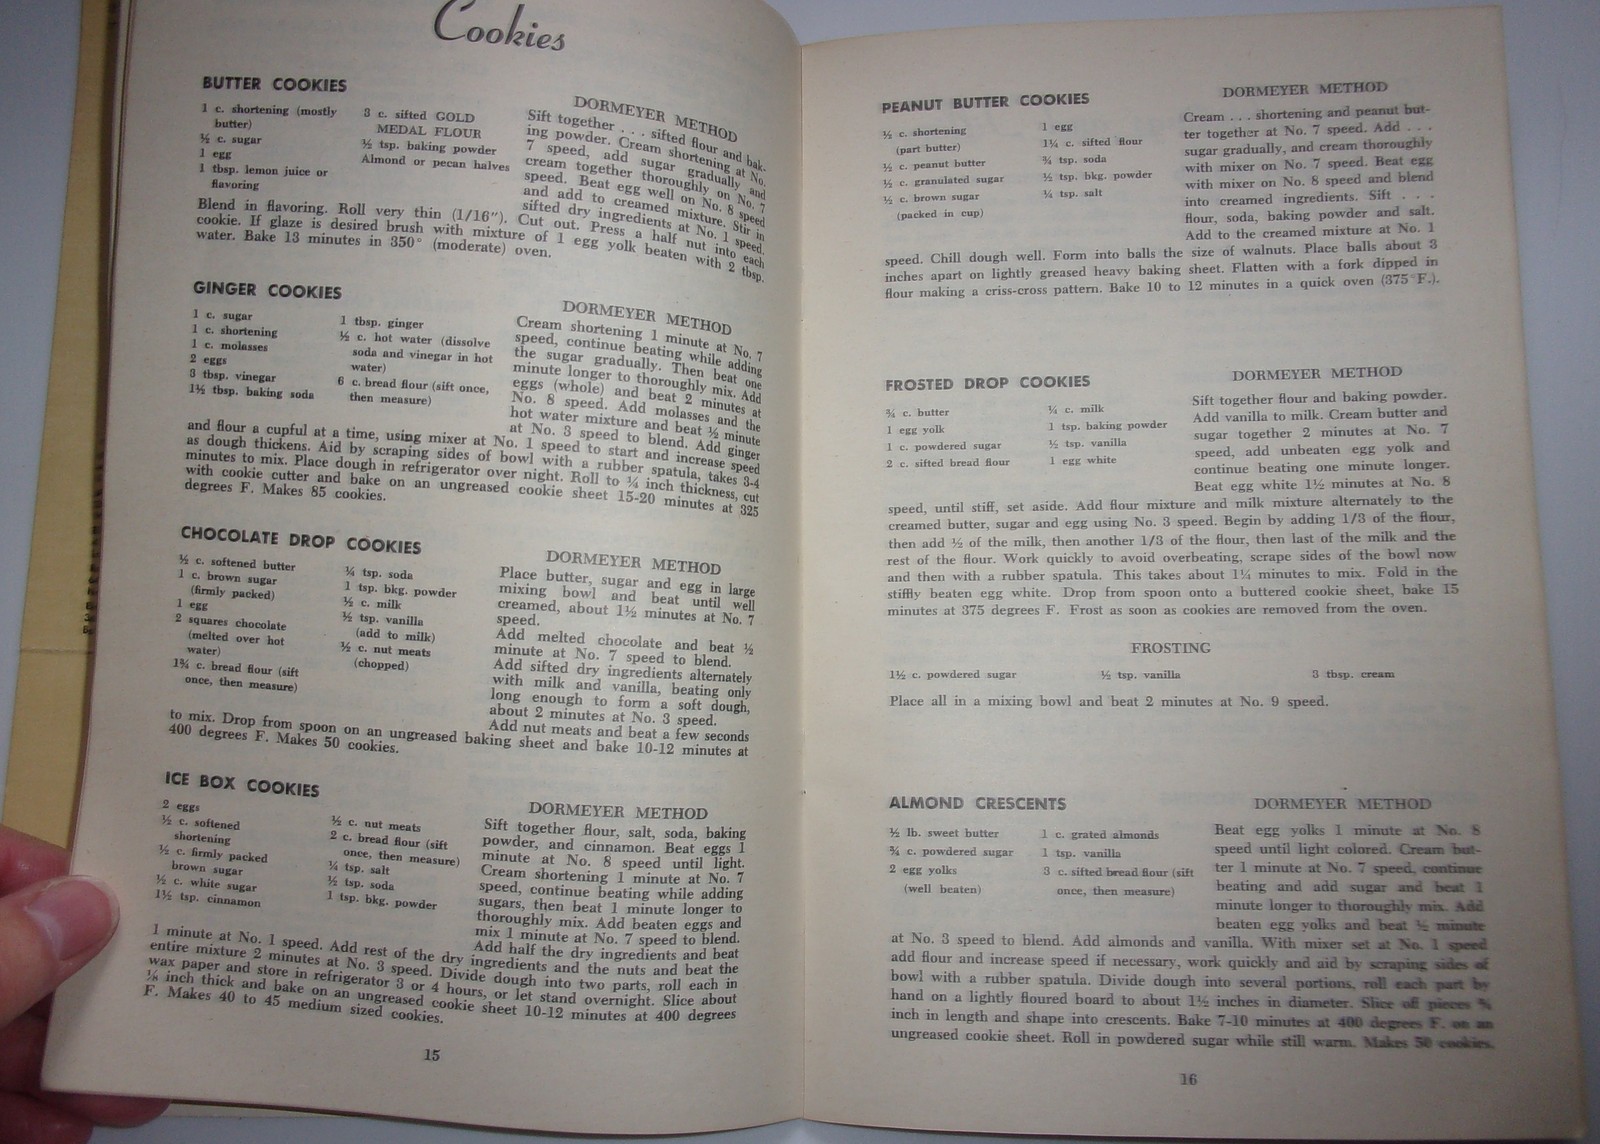 Cookies
BUTTER COOKIES
1 c. shortening (mostly
butter)
½ c. sugar
1 egg
1 tbsp. lemon juice or
flavoring
3 c. sifted GOLD
MEDAL FLOUR
½ tsp. baking powder
Almond or pecan halves
DORMEYER METHOD
Sift together . . . sifted flour and bak-
ing powder. Cream shortening at No.
7 speed, add sugar gradually and
cream together thoroughly on No. 7
speed. Beat egg well on No. 8 speed
and add to creamed mixture. Stir in
sifted dry ingredients at No. 1 speed.
Blend in flavoring. Roll very thin (1/16"). Cut out. Press a half nut into each
cookie. If glaze is desired brush with mixture of 1 egg yolk beaten with 2 tbsp.
water. Bake 13 minutes in 350° (moderate) oven.
GINGER COOKIES
1 c. sugar
1 c. shortening
1 c. molasses
2 eggs
3 tbsp. vinegar
1½ tbsp. baking soda
1 tbsp. ginger
½ c. hot water (dissolve
soda and vinegar in hot
water)
6 c. bread flour (sift once,
then measure)
DORMEYER METHOD
Cream shortening 1 minute at No. 7
speed, continue beating while adding
the sugar gradually. Then beat one
minute longer to thoroughly mix. Add
eggs (whole) and beat 2 minutes at
No. 8 speed. Add molasses and the
hot water mixture and beat ½ minute
at No. 3 speed to blend. Add ginger
and flour a cupful at a time, using mixer at No. 1 speed to start and increase speed
as dough thickens. Aid by scraping sides of bowl with a rubber spatula, takes 3-4
minutes to mix. Place dough in refrigerator over night. Roll to ¼ inch thickness, cut
with cookie cutter and bake on an ungreased cookie sheet 15-20 minutes at 325
degrees F. Makes 85 cookies.
CHOCOLATE DROP COOKIES
½ c. softened butter
1 c. brown sugar
(firmly packed)
1 egg
2 squares chocolate
(melted over hot
water)
1¾ c. bread flour (sift
once, then measure)
¼ tsp. soda
1 tsp. bkg. powder
½ c. milk
½ tsp. vanilla
(add to milk)
½ c. nut meats
(chopped)
DORMEYER METHOD
Place butter, sugar and egg in large
mixing bowl and beat until well
creamed, about 1½ minutes at No. 7
speed.
Add melted chocolate and beat ½
minute at No. 7 speed to blend.
Add sifted dry ingredients alternately
with milk and vanilla, beating only
long enough to form a soft dough,
about 2 minutes at No. 3 speed.
Add nut meats and beat a few seconds
to mix. Drop from spoon on an ungreased baking sheet and bake 10-12 minutes at
400 degrees F. Makes 50 cookies.
ICE BOX COOKIES
2 eggs
½ c. softened
shortening
½ c. firmly packed
brown sugar
½ c. white sugar
1½ tsp. cinnamon
½ c. nut meats
2 c. bread flour (sift
once, then measure)
¼ tsp. salt
½ tsp. soda
1 tsp. bkg. powder
DORMEYER METHOD
Sift together flour, salt, soda, baking
powder, and cinnamon. Beat eggs 1
minute at No. 8 speed until light.
Cream shortening 1 minute at No. 7
speed, continue beating while adding
sugars, then beat 1 minute longer to
thoroughly mix. Add beaten eggs and
mix 1 minute at No. 7 speed to blend.
Add half the dry ingredients and beat
1 minute at No. 1 speed. Add rest of the dry ingredients and the nuts and beat the
entire mixture 2 minutes at No. 3 speed. Divide dough into two parts, roll each in
wax paper and store in refrigerator 3 or 4 hours, or let stand overnight. Slice about
⅛ inch thick and bake on an ungreased cookie sheet 10-12 minutes at 400 degrees
F. Makes 40 to 45 medium sized cookies.
15
PEANUT BUTTER COOKIES
½ c. shortening
(part butter)
½ c. peanut butter
½ c. granulated sugar
½ c. brown sugar
(packed in cup)
1 egg
1¼ c. sifted flour
¾ tsp. soda
½ tsp. bkg. powder
¼ tsp. salt
DORMEYER METHOD
Cream . . . shortening and peanut but-
ter together at No. 7 speed. Add . . .
sugar gradually, and cream thoroughly
with mixer on No. 7 speed. Beat egg
with mixer on No. 8 speed and blend
into creamed ingredients. Sift . . .
flour, soda, baking powder and salt.
Add to the creamed mixture at No. 1
speed. Chill dough well. Form into balls the size of walnuts. Place balls about 3
inches apart on lightly greased heavy baking sheet. Flatten with a fork dipped in
flour making a criss-cross pattern. Bake 10 to 12 minutes in a quick oven (375°F.).
FROSTED DROP COOKIES
¾ c. butter
1 egg yolk
1 c. powdered sugar
2 c. sifted bread flour
¼ c. milk
1 tsp. baking powder
½ tsp. vanilla
1 egg white
DORMEYER METHOD
Sift together flour and baking powder.
Add vanilla to milk. Cream butter and
sugar together 2 minutes at No. 7
speed, add unbeaten egg yolk and
continue beating one minute longer.
Beat egg white 1½ minutes at No. 8
speed, until stiff, set aside. Add flour mixture and milk mixture alternately to the
creamed butter, sugar and egg using No. 3 speed. Begin by adding 1/3 of the flour,
then add ½ of the milk, then another 1/3 of the flour, then last of the milk and the
rest of the flour. Work quickly to avoid overbeating, scrape sides of the bowl now
and then with a rubber spatula. This takes about 1¼ minutes to mix. Fold in the
stiffly beaten egg white. Drop from spoon onto a buttered cookie sheet, bake 15
minutes at 375 degrees F. Frost as soon as cookies are removed from the oven.
FROSTING
1½ c. powdered sugar ½ tsp. vanilla 3 tbsp. cream
Place all in a mixing bowl and beat 2 minutes at No. 9 speed.
ALMOND CRESCENTS
½ lb. sweet butter
¾ c. powdered sugar
2 egg yolks
(well beaten)
1 c. grated almonds
1 tsp. vanilla
3 c. sifted bread flour (sift
once, then measure)
DORMEYER METHOD
Beat egg yolks 1 minute at No. 8
speed until light colored. Cream but-
ter 1 minute at No. 7 speed, continue
beating and add sugar and beat 1
minute longer to thoroughly mix. Add
beaten egg yolks and beat ½ minute
at No. 3 speed to blend. Add almonds and vanilla. With mixer set at No. 1 speed
add flour and increase speed if necessary, work quickly and aid by scraping sides of
bowl with a rubber spatula. Divide dough into several portions, roll each part by
hand on a lightly floured board to about 1½ inches in diameter. Slice off pieces
inch in length and shape into crescents. Bake 7-10 minutes at 400 degrees F. on an
ungreased cookie sheet. Roll in powdered sugar while still warm. Makes 50 cookies.
16